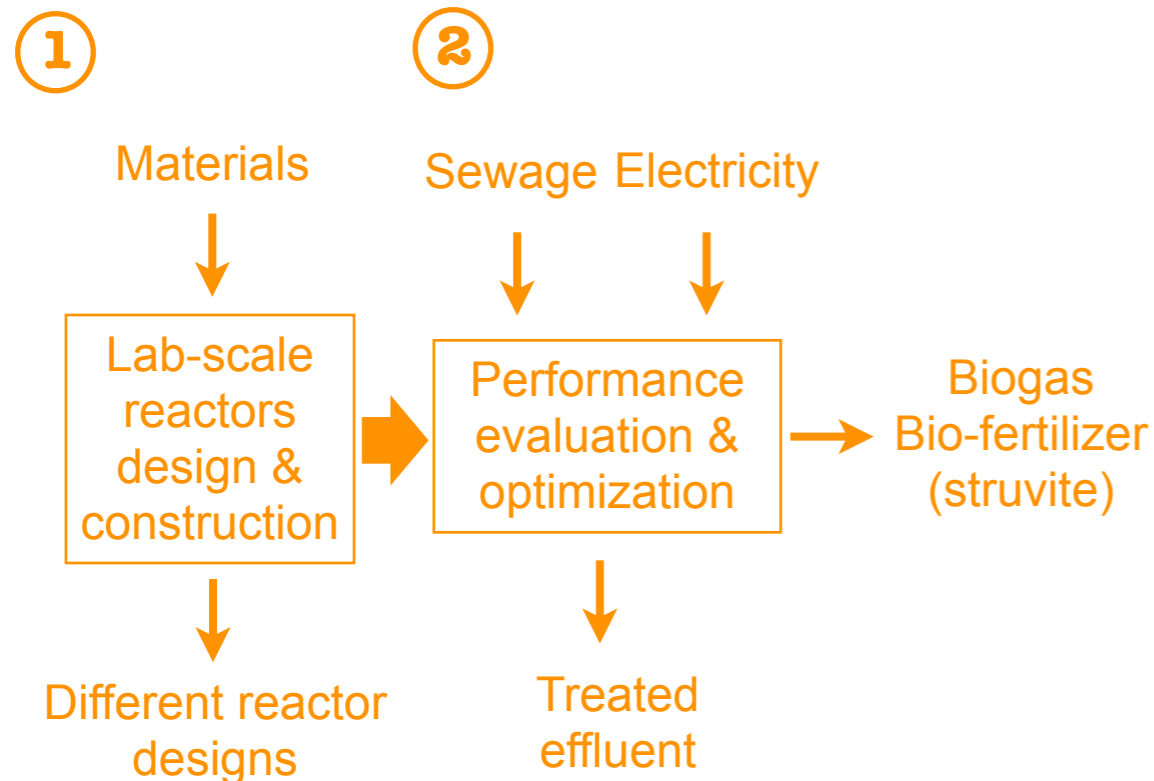 1
2
Materials
Sewage Electricity
Lab-scale
reactors
design &
construction
Performance
evaluation &
optimization
Biogas
Bio-fertilizer
(struvite)
Different reactor
designs
Treated
effluent